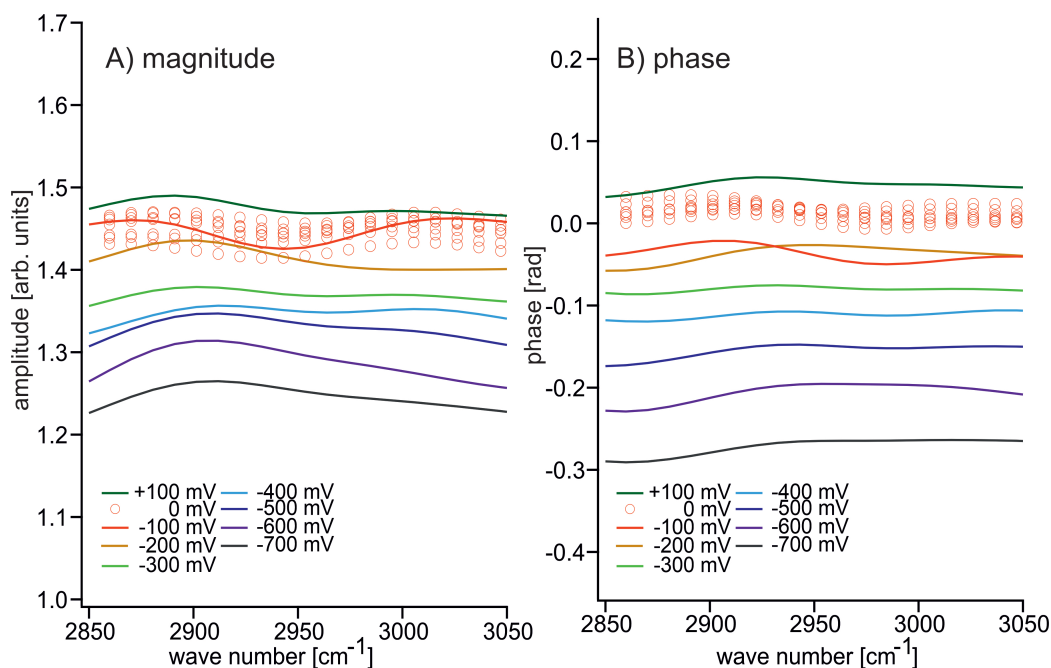 A) magnitude
amplitude [arb. units]
1.7
1.6
1.5
1.4
1.3
1.2
1.1
1.0
2850 2900 2950 3000 3050
wave number [cm⁻¹]
+100 mV
0 mV
-100 mV
-200 mV
-300 mV
-400 mV
-500 mV
-600 mV
-700 mV
B) phase
phase [rad]
0.2
0.1
0.0
-0.1
-0.2
-0.3
-0.4
2850 2900 2950 3000 3050
wave number [cm⁻¹]
+100 mV
0 mV
-100 mV
-200 mV
-300 mV
-400 mV
-500 mV
-600 mV
-700 mV